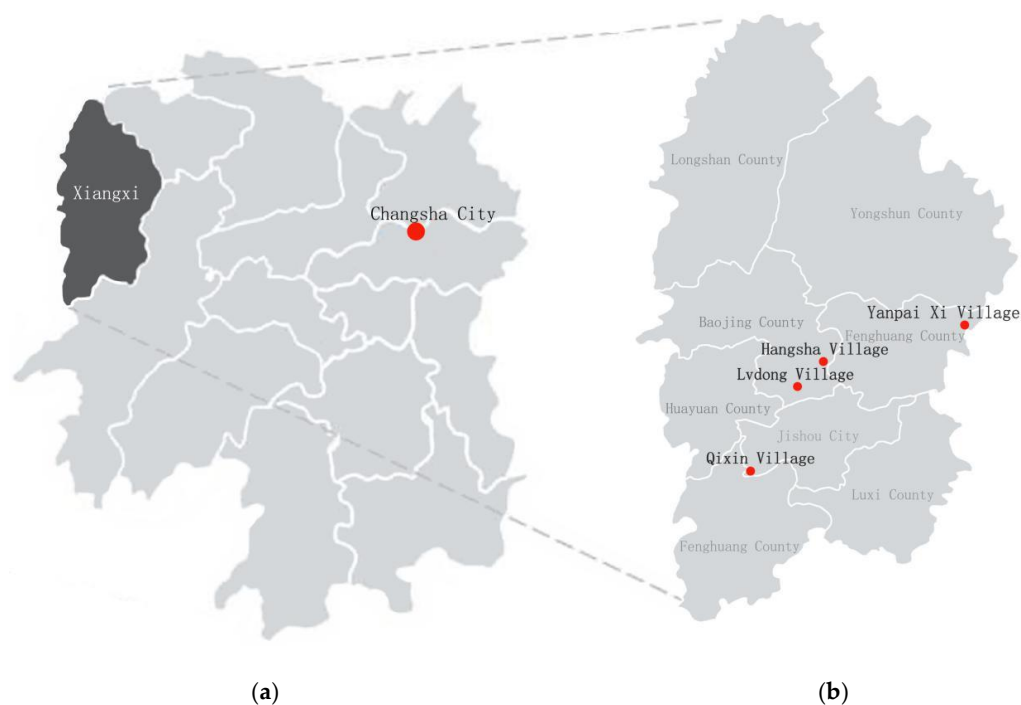 Xiangxi
Changsha City
Longshan County
Yongshun County
Yanpai Xi Village
Baojing County
Fenghuang County
Hangsha Village
Lvdong Village
Huayuan County
Jishou City
Qixin Village
Luxi County
Fenghuang County
(a)
(b)